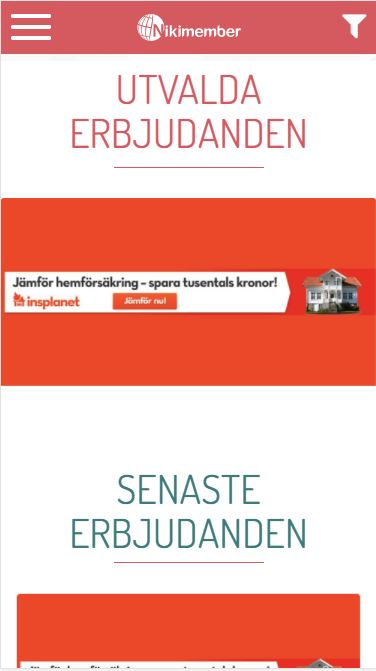 Nikimember
UTVALDA
ERBJUDANDEN
Jämför hemförsäkring – spara tusentals kronor!
insplanet
Jämför nu!
SENASTE
ERBJUDANDEN